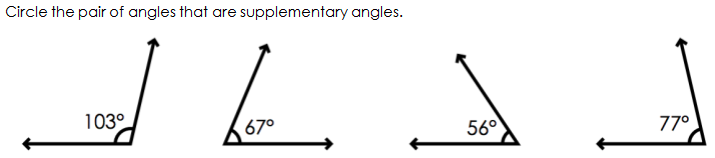 Circle the pair of angles that are supplementary angles.
103° 67° 56° 77°